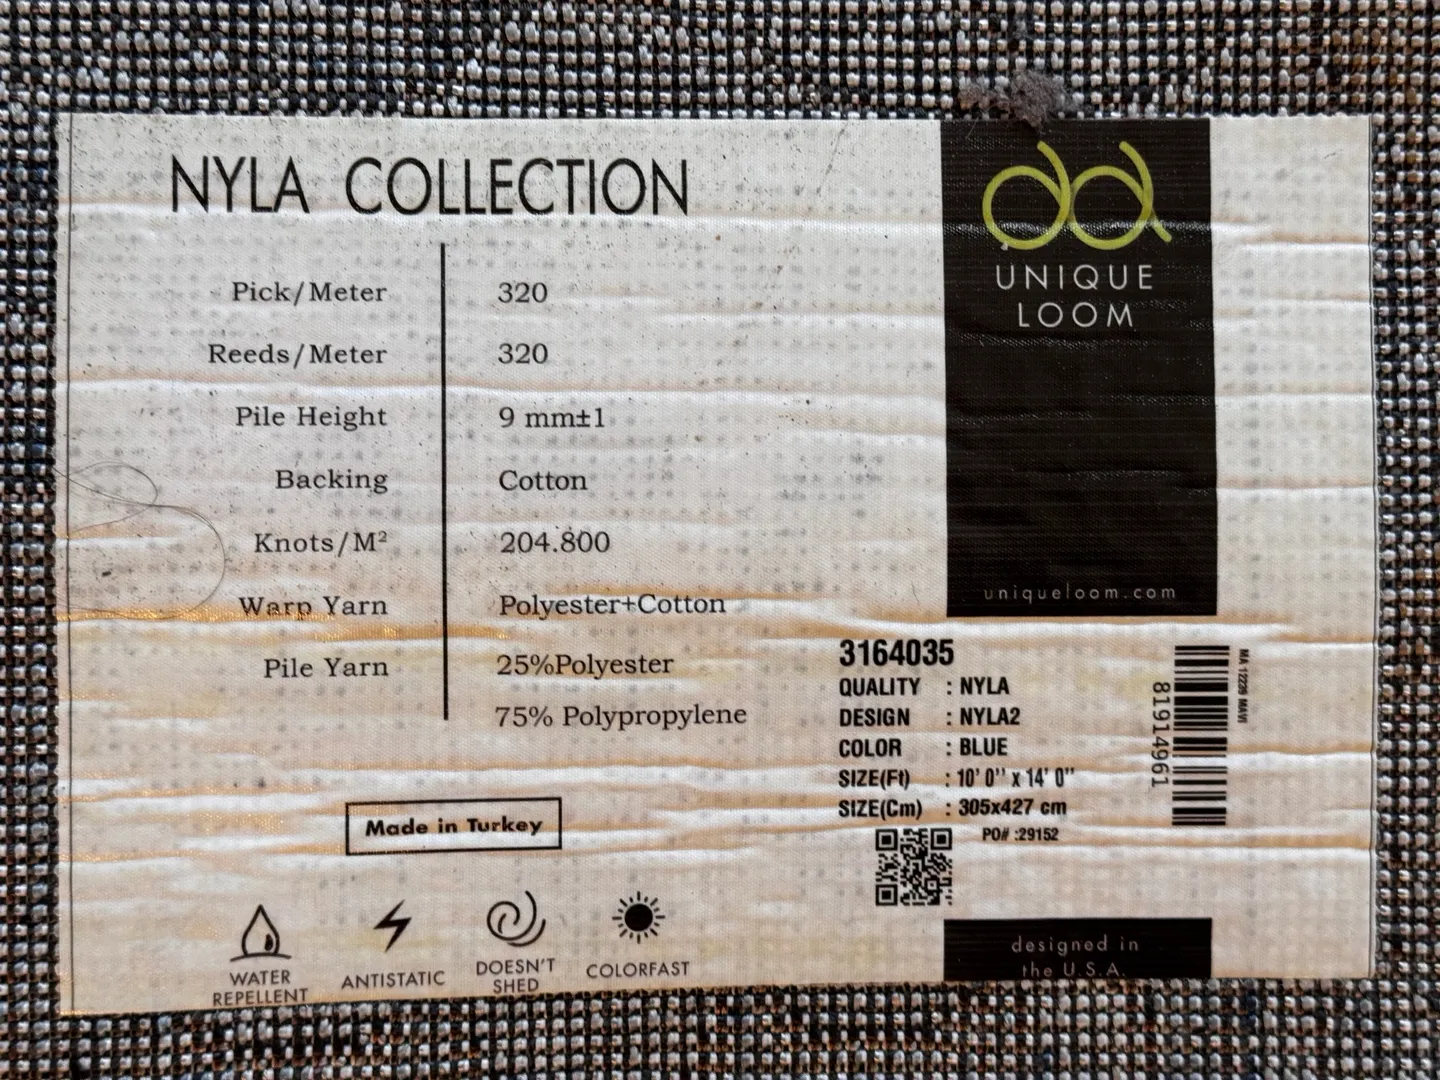 NYLA COLLECTION
Pick/Meter 320
Reeds/Meter 320
Pile Height 9 mm±1
Backing Cotton
Knots/M² 204.800
Warp Yarn Polyester+Cotton
Pile Yarn 25%Polyester
75% Polypropylene
Made in Turkey
WATER
REPELLENT
ANTISTATIC
DOESN'T
SHED
COLORFAST
UNIQUE
LOOM
uniqueloom.com
3164035
QUALITY : NYLA
DESIGN : NYLA2
COLOR : BLUE
SIZE(Ft) : 10' 0'' x 14' 0''
SIZE(Cm) : 305x427 cm
PO# :29152
81914961
MA 12226 MAVI
designed in
the U.S.A.